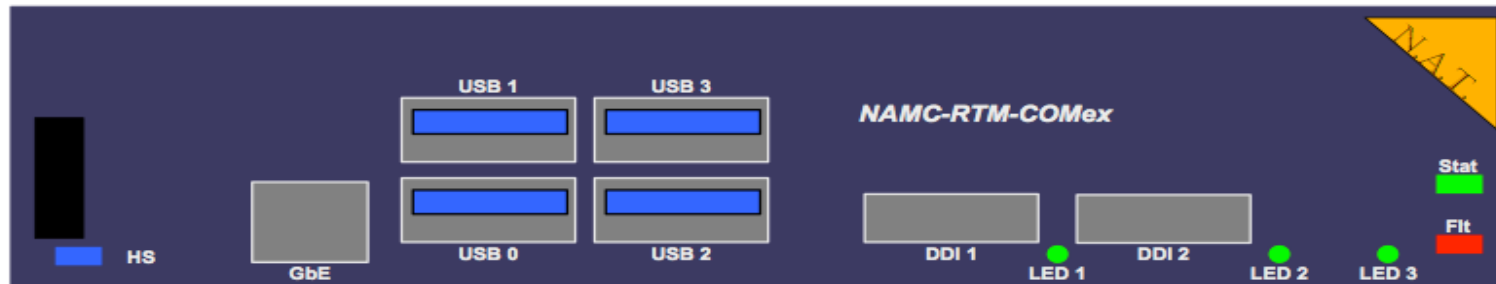 N.A.T.
USB 1
USB 3
NAMC-RTM-COMex
Stat
Flt
USB 0
USB 2
DDI 1
DDI 2
HS
GbE
LED 1
LED 2
LED 3